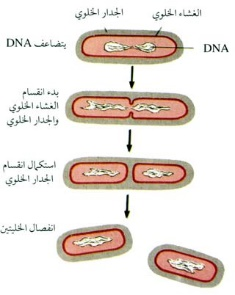 الغشاء الخلوي
الجدار الخلوي
DNA
يتضاعف DNA
بدء انقسام
الغشاء الخلوي
والجدار الخلوي
استكمال انقسام
الجدار الخلوي
انفصال الخليتين